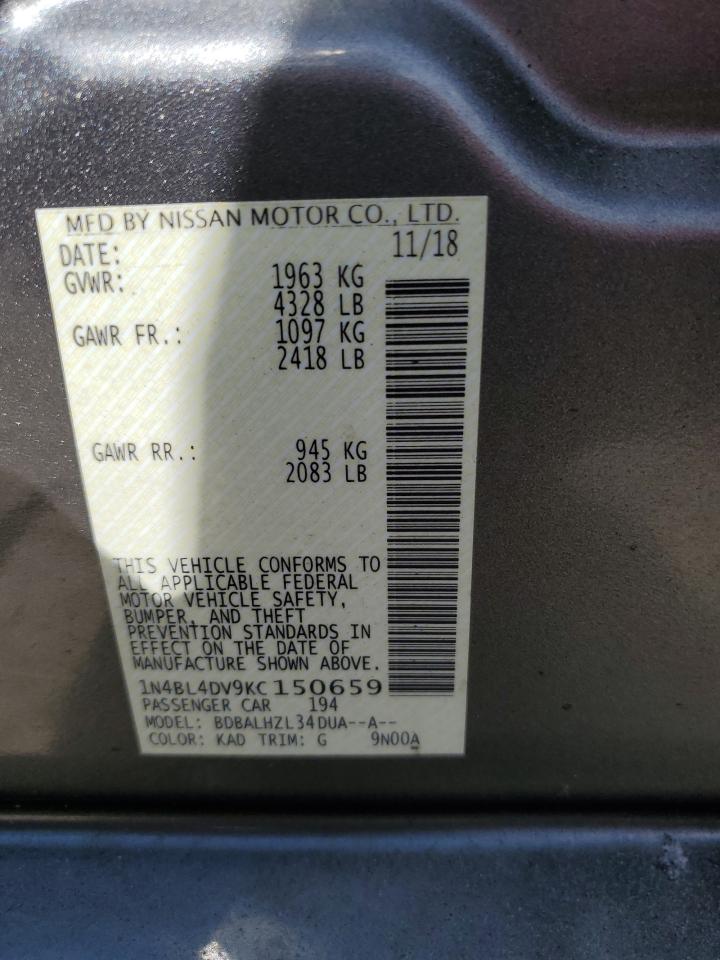 MFD BY NISSAN MOTOR CO., LTD.
DATE: 11/18
GVWR: 1963 KG
4328 LB
GAWR FR.: 1097 KG
2418 LB
GAWR RR.: 945 KG
2083 LB
THIS VEHICLE CONFORMS TO
ALL APPLICABLE FEDERAL
MOTOR VEHICLE SAFETY,
BUMPER, AND THEFT
PREVENTION STANDARDS IN
EFFECT ON THE DATE OF
MANUFACTURE SHOWN ABOVE.
1N4BL4DV9KC150659
PASSENGER CAR 194
MODEL: BDBALHZL34DUA--A--
COLOR: KAD TRIM: G 9N00A